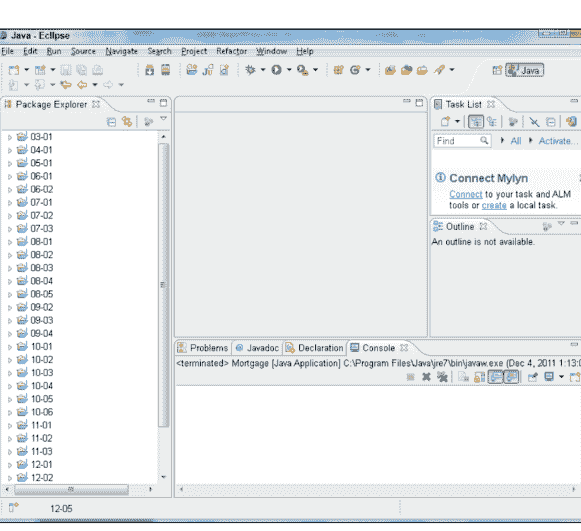 Java - Eclipse
File Edit Run Source Navigate Search Project Refactor Window Help
Java
Package Explorer
03-01
04-01
05-01
06-01
06-02
07-01
07-02
07-03
08-01
08-02
08-03
08-04
08-05
09-02
09-03
09-04
10-01
10-02
10-03
10-04
10-05
10-06
11-01
11-02
11-03
12-01
12-02
Task List
Find All Activate...
Connect Mylyn
Connect to your task and ALM
tools or create a local task.
Outline
An outline is not available.
Problems Javadoc Declaration Console
<terminated> Mortgage [Java Application] C:\Program Files\Java\jre7\bin\javaw.exe (Dec 4, 2011 1:13:0
12-05